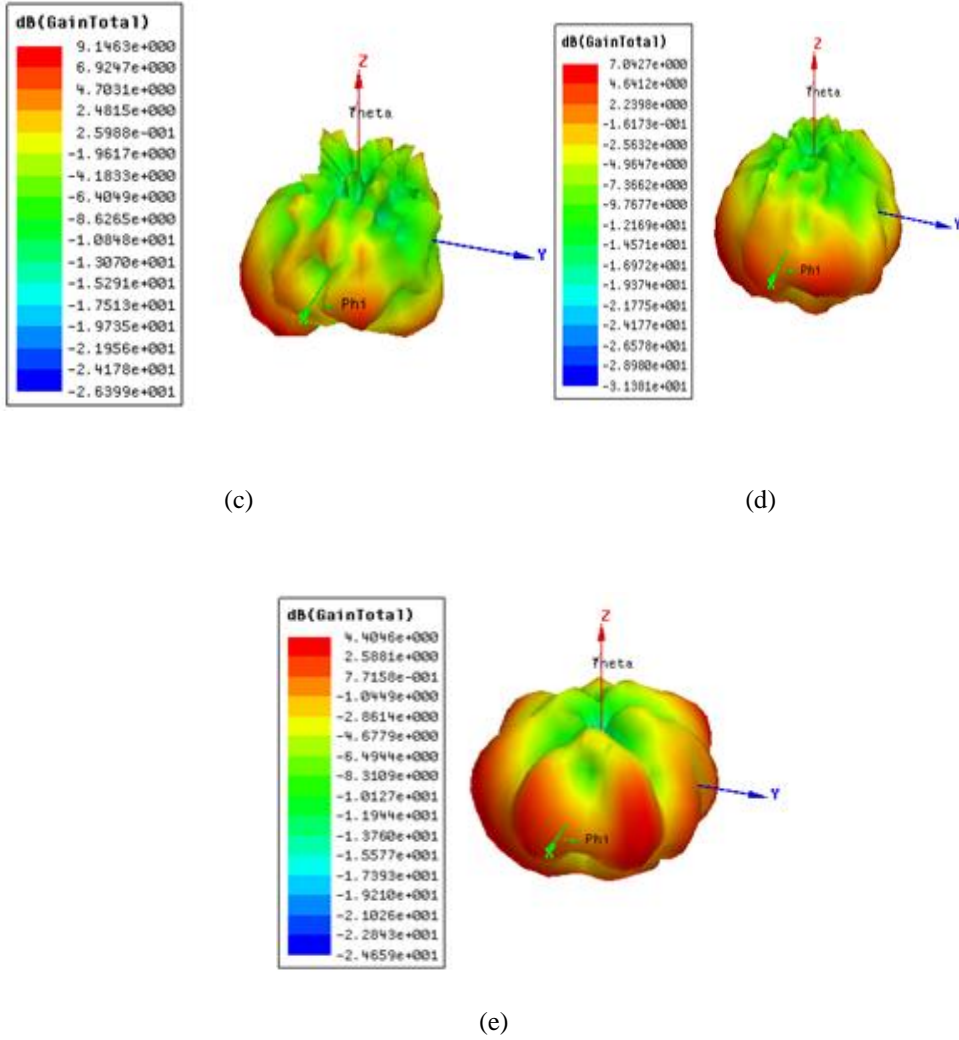 dB(GainTotal)
9.1463e+000
6.9247e+000
4.7031e+000
2.4815e+000
2.5988e-001
-1.9617e+000
-4.1833e+000
-6.4049e+000
-8.6265e+000
-1.0848e+001
-1.3070e+001
-1.5291e+001
-1.7513e+001
-1.9735e+001
-2.1956e+001
-2.4178e+001
-2.6399e+001
Z
Theta
Y
Phi
X
(c)
dB(GainTotal)
7.0427e+000
4.6412e+000
2.2398e+000
-1.6173e-001
-2.5632e+000
-4.9647e+000
-7.3662e+000
-9.7677e+000
-1.2169e+001
-1.4571e+001
-1.6972e+001
-1.9374e+001
-2.1775e+001
-2.4177e+001
-2.6578e+001
-2.8980e+001
-3.1381e+001
Z
Theta
Y
Phi
X
(d)
dB(GainTotal)
4.4046e+000
2.5881e+000
7.7158e-001
-1.0449e+000
-2.8614e+000
-4.6779e+000
-6.4944e+000
-8.3109e+000
-1.0127e+001
-1.1944e+001
-1.3760e+001
-1.5577e+001
-1.7393e+001
-1.9210e+001
-2.1026e+001
-2.2843e+001
-2.4659e+001
Z
Theta
Y
Phi
X
(e)